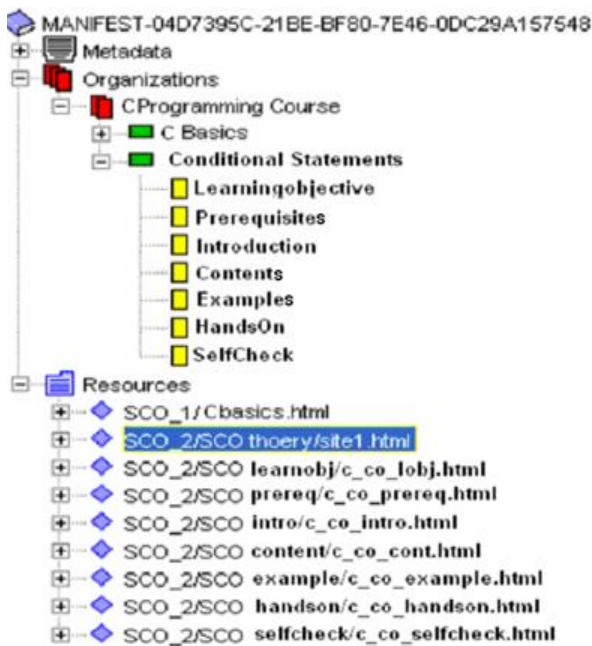 MANIFEST-04D7395C-21BE-BF80-7E46-0DC29A157548
Metadata
Organizations
CProgramming Course
C Basics
Conditional Statements
Learningobjective
Prerequisites
Introduction
Contents
Examples
HandsOn
SelfCheck
Resources
SCO_1/Cbasics.html
SCO_2/SCO thoery/site1.html
SCO_2/SCO learnobj/c_co_lobj.html
SCO_2/SCO prereq/c_co_prereq.html
SCO_2/SCO intro/c_co_intro.html
SCO_2/SCO content/c_co_cont.html
SCO_2/SCO example/c_co_example.html
SCO_2/SCO handson/c_co_handson.html
SCO_2/SCO selfcheck/c_co_selfcheck.html